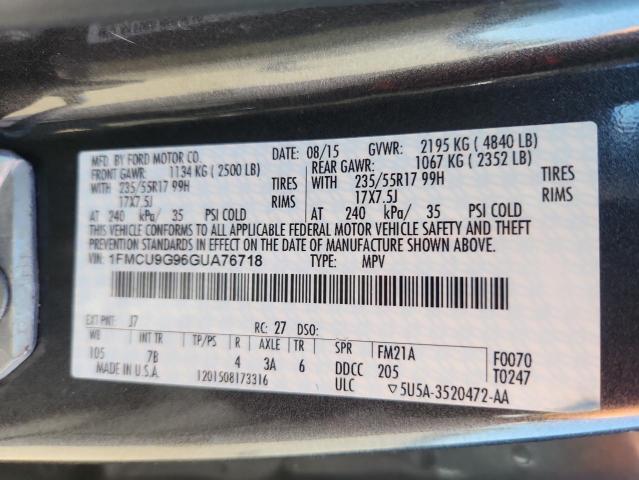 MFD. BY FORD MOTOR CO.
DATE: 08/15 GVWR: 2195 KG ( 4840 LB)
FRONT GAWR: 1134 KG ( 2500 LB)
REAR GAWR: 1067 KG ( 2352 LB)
WITH 235/55R17 99H TIRES
WITH 235/55R17 99H TIRES
17X7.5J RIMS
17X7.5J RIMS
AT 240 kPa/ 35 PSI COLD
AT 240 kPa/ 35 PSI COLD
THIS VEHICLE CONFORMS TO ALL APPLICABLE FEDERAL MOTOR VEHICLE SAFETY AND THEFT
PREVENTION STANDARDS IN EFFECT ON THE DATE OF MANUFACTURE SHOWN ABOVE.
VIN: 1FMCU9G96GUA76718 TYPE: MPV
EXT PNT: J7 RC: 27 DSO:
WB INT TR TP/PS R AXLE TR SPR FM21A F0070
105 7B 4 3A 6 DDCC 205 T0247
MADE IN U.S.A. 1201508173316 ULC ▽5U5A-3520472-AA